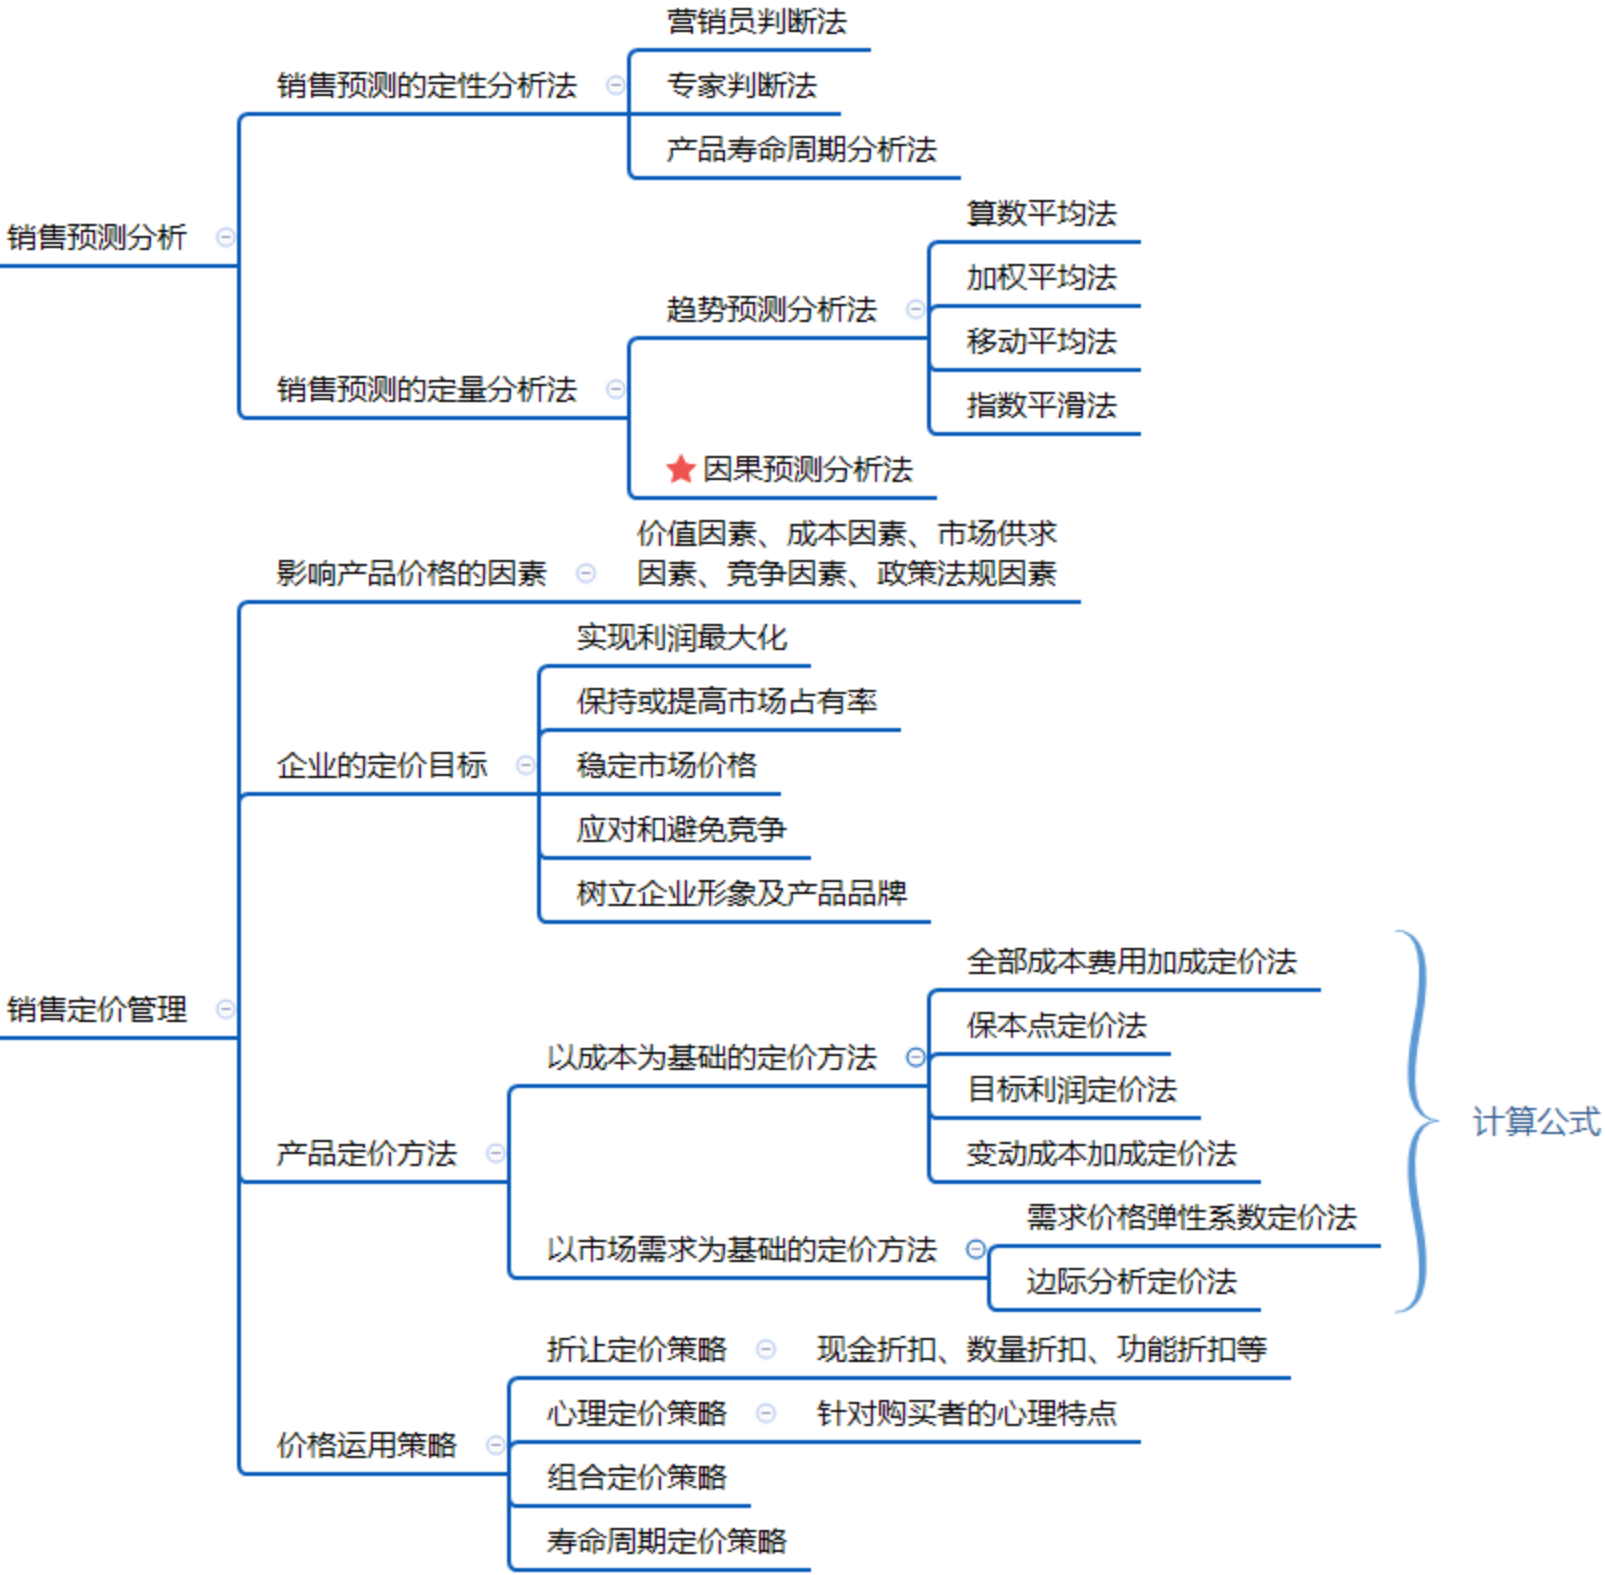 营销员判断法
销售预测的定性分析法
专家判断法
产品寿命周期分析法
算数平均法
销售预测分析
加权平均法
趋势预测分析法
移动平均法
销售预测的定量分析法
指数平滑法
因果预测分析法
价值因素、成本因素、市场供求
影响产品价格的因素
因素、竞争因素、政策法规因素
实现利润最大化
保持或提高市场占有率
企业的定价目标
稳定市场价格
应对和避免竞争
树立企业形象及产品品牌
全部成本费用加成定价法
销售定价管理
保本点定价法
以成本为基础的定价方法
目标利润定价法
计算公式
产品定价方法
变动成本加成定价法
需求价格弹性系数定价法
以市场需求为基础的定价方法
边际分析定价法
折让定价策略
现金折扣、数量折扣、功能折扣等
心理定价策略
针对购买者的心理特点
价格运用策略
组合定价策略
寿命周期定价策略